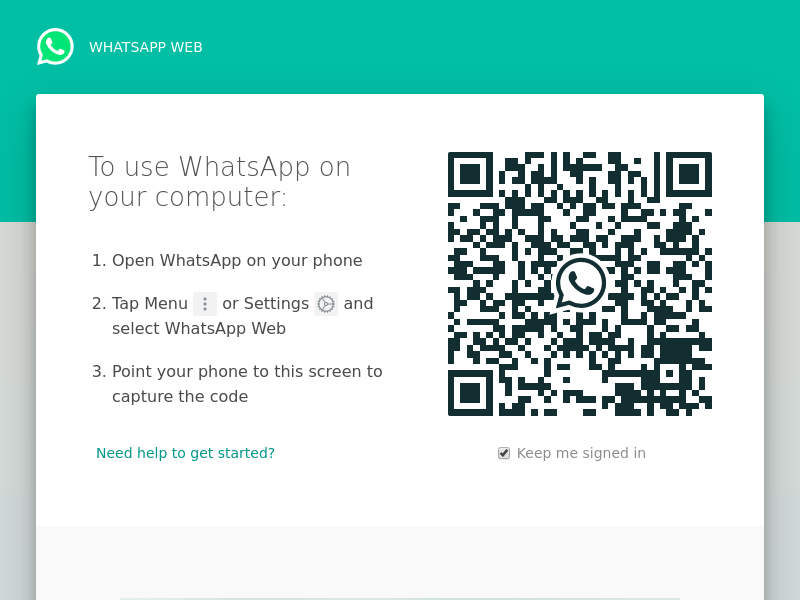 WHATSAPP WEB
To use WhatsApp on
your computer:
1. Open WhatsApp on your phone
2. Tap Menu or Settings and
select WhatsApp Web
3. Point your phone to this screen to
capture the code
Need help to get started?
Keep me signed in